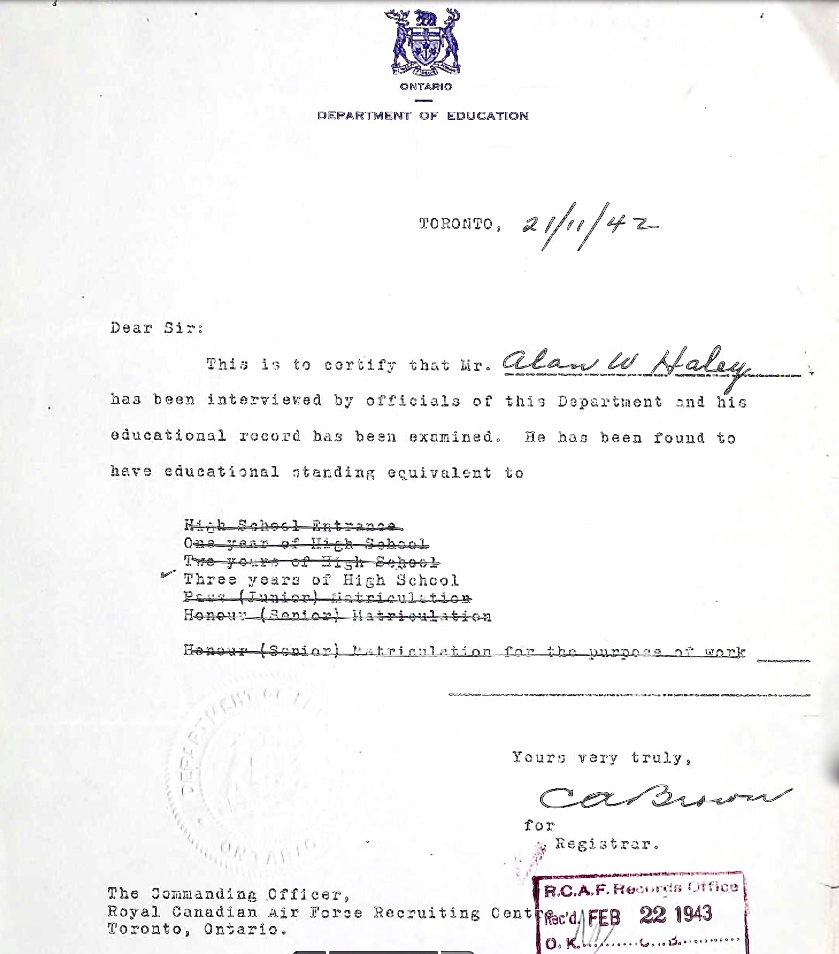 ONTARIO
DEPARTMENT OF EDUCATION
TORONTO, 21/11/42
Dear Sir:
This is to certify that Mr. Alan W Haley
has been interviewed by officials of this Department and his
educational record has been examined. He has been found to
have educational standing equivalent to
High School Entrance
One year of High School
Two years of High School
Three years of High School
Pass (Junior) Matriculation
Honour (Senior) Matriculation
Honour (Senior) Matriculation for the purpose of work
DEPARTMENT OF
ONTARIO
Yours very truly,
CA Brown
for
Registrar.
The Commanding Officer,
Royal Canadian Air Force Recruiting Centre
Toronto, Ontario.
R.C.A.F. Records Office
Rec'd. FEB 22 1943
O. K.